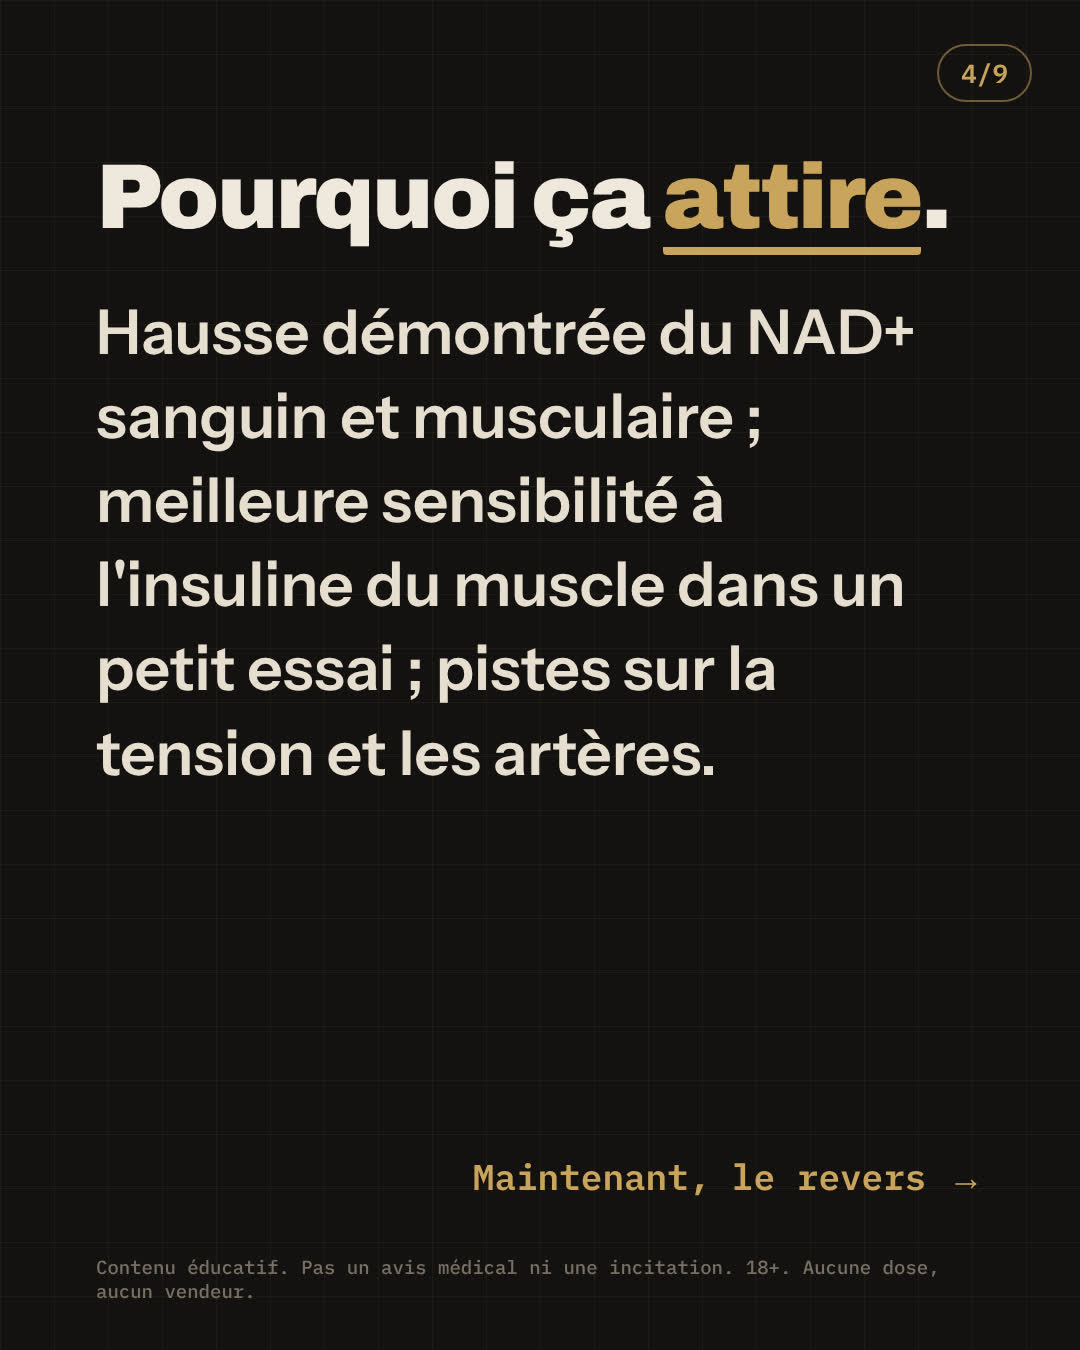 4/9
Pourquoi ça attire.
Hausse démontrée du NAD+
sanguin et musculaire ;
meilleure sensibilité à
l'insuline du muscle dans un
petit essai ; pistes sur la
tension et les artères.
Maintenant, le revers →
Contenu éducatif. Pas un avis médical ni une incitation. 18+. Aucune dose,
aucun vendeur.